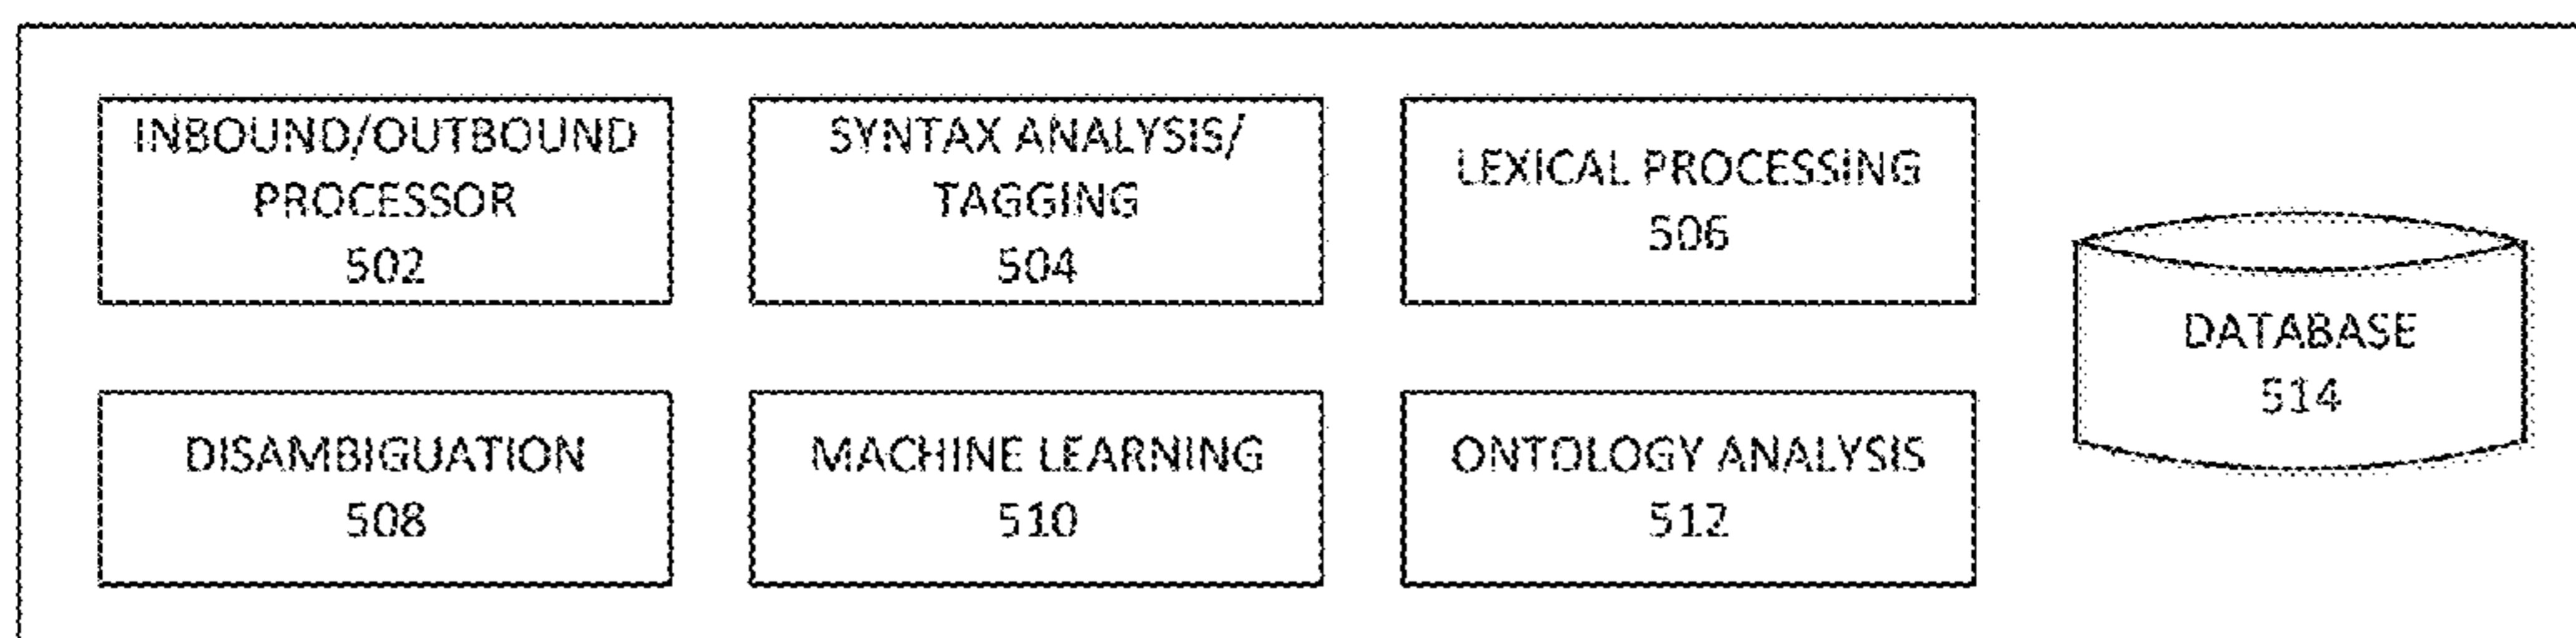 INBOUND/OUTBOUND
PROCESSOR
502
SYNTAX ANALYSIS/
TAGGING
504
LEXICAL PROCESSING
506
DATABASE
514
DISAMBIGUATION
508
MACHINE LEARNING
510
ONTOLOGY ANALYSIS
512